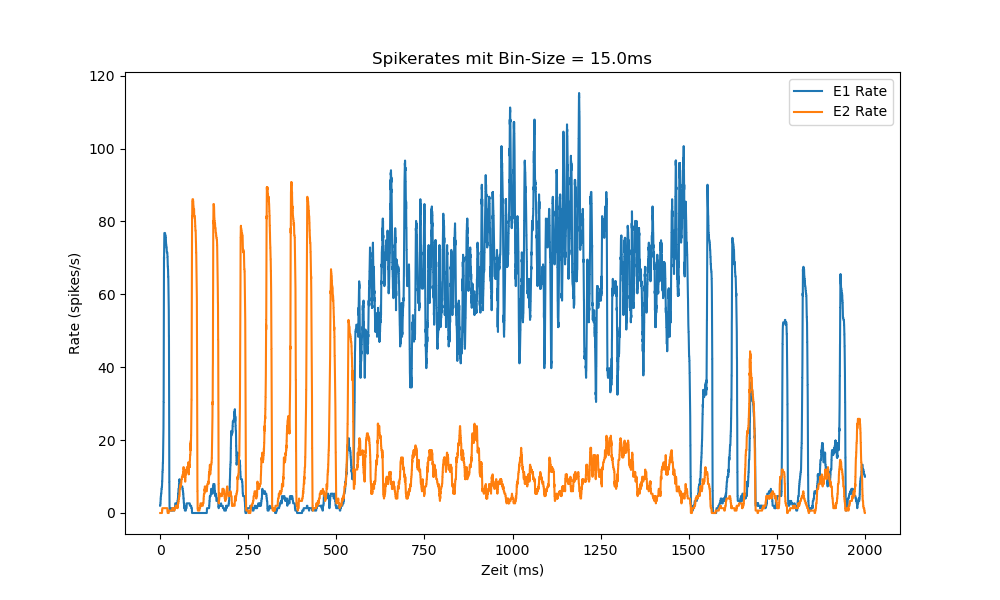 Spikerates mit Bin-Size = 15.0ms
E1 Rate
E2 Rate
Rate (spikes/s)
120
100
80
60
40
20
0
0 250 500 750 1000 1250 1500 1750 2000
Zeit (ms)